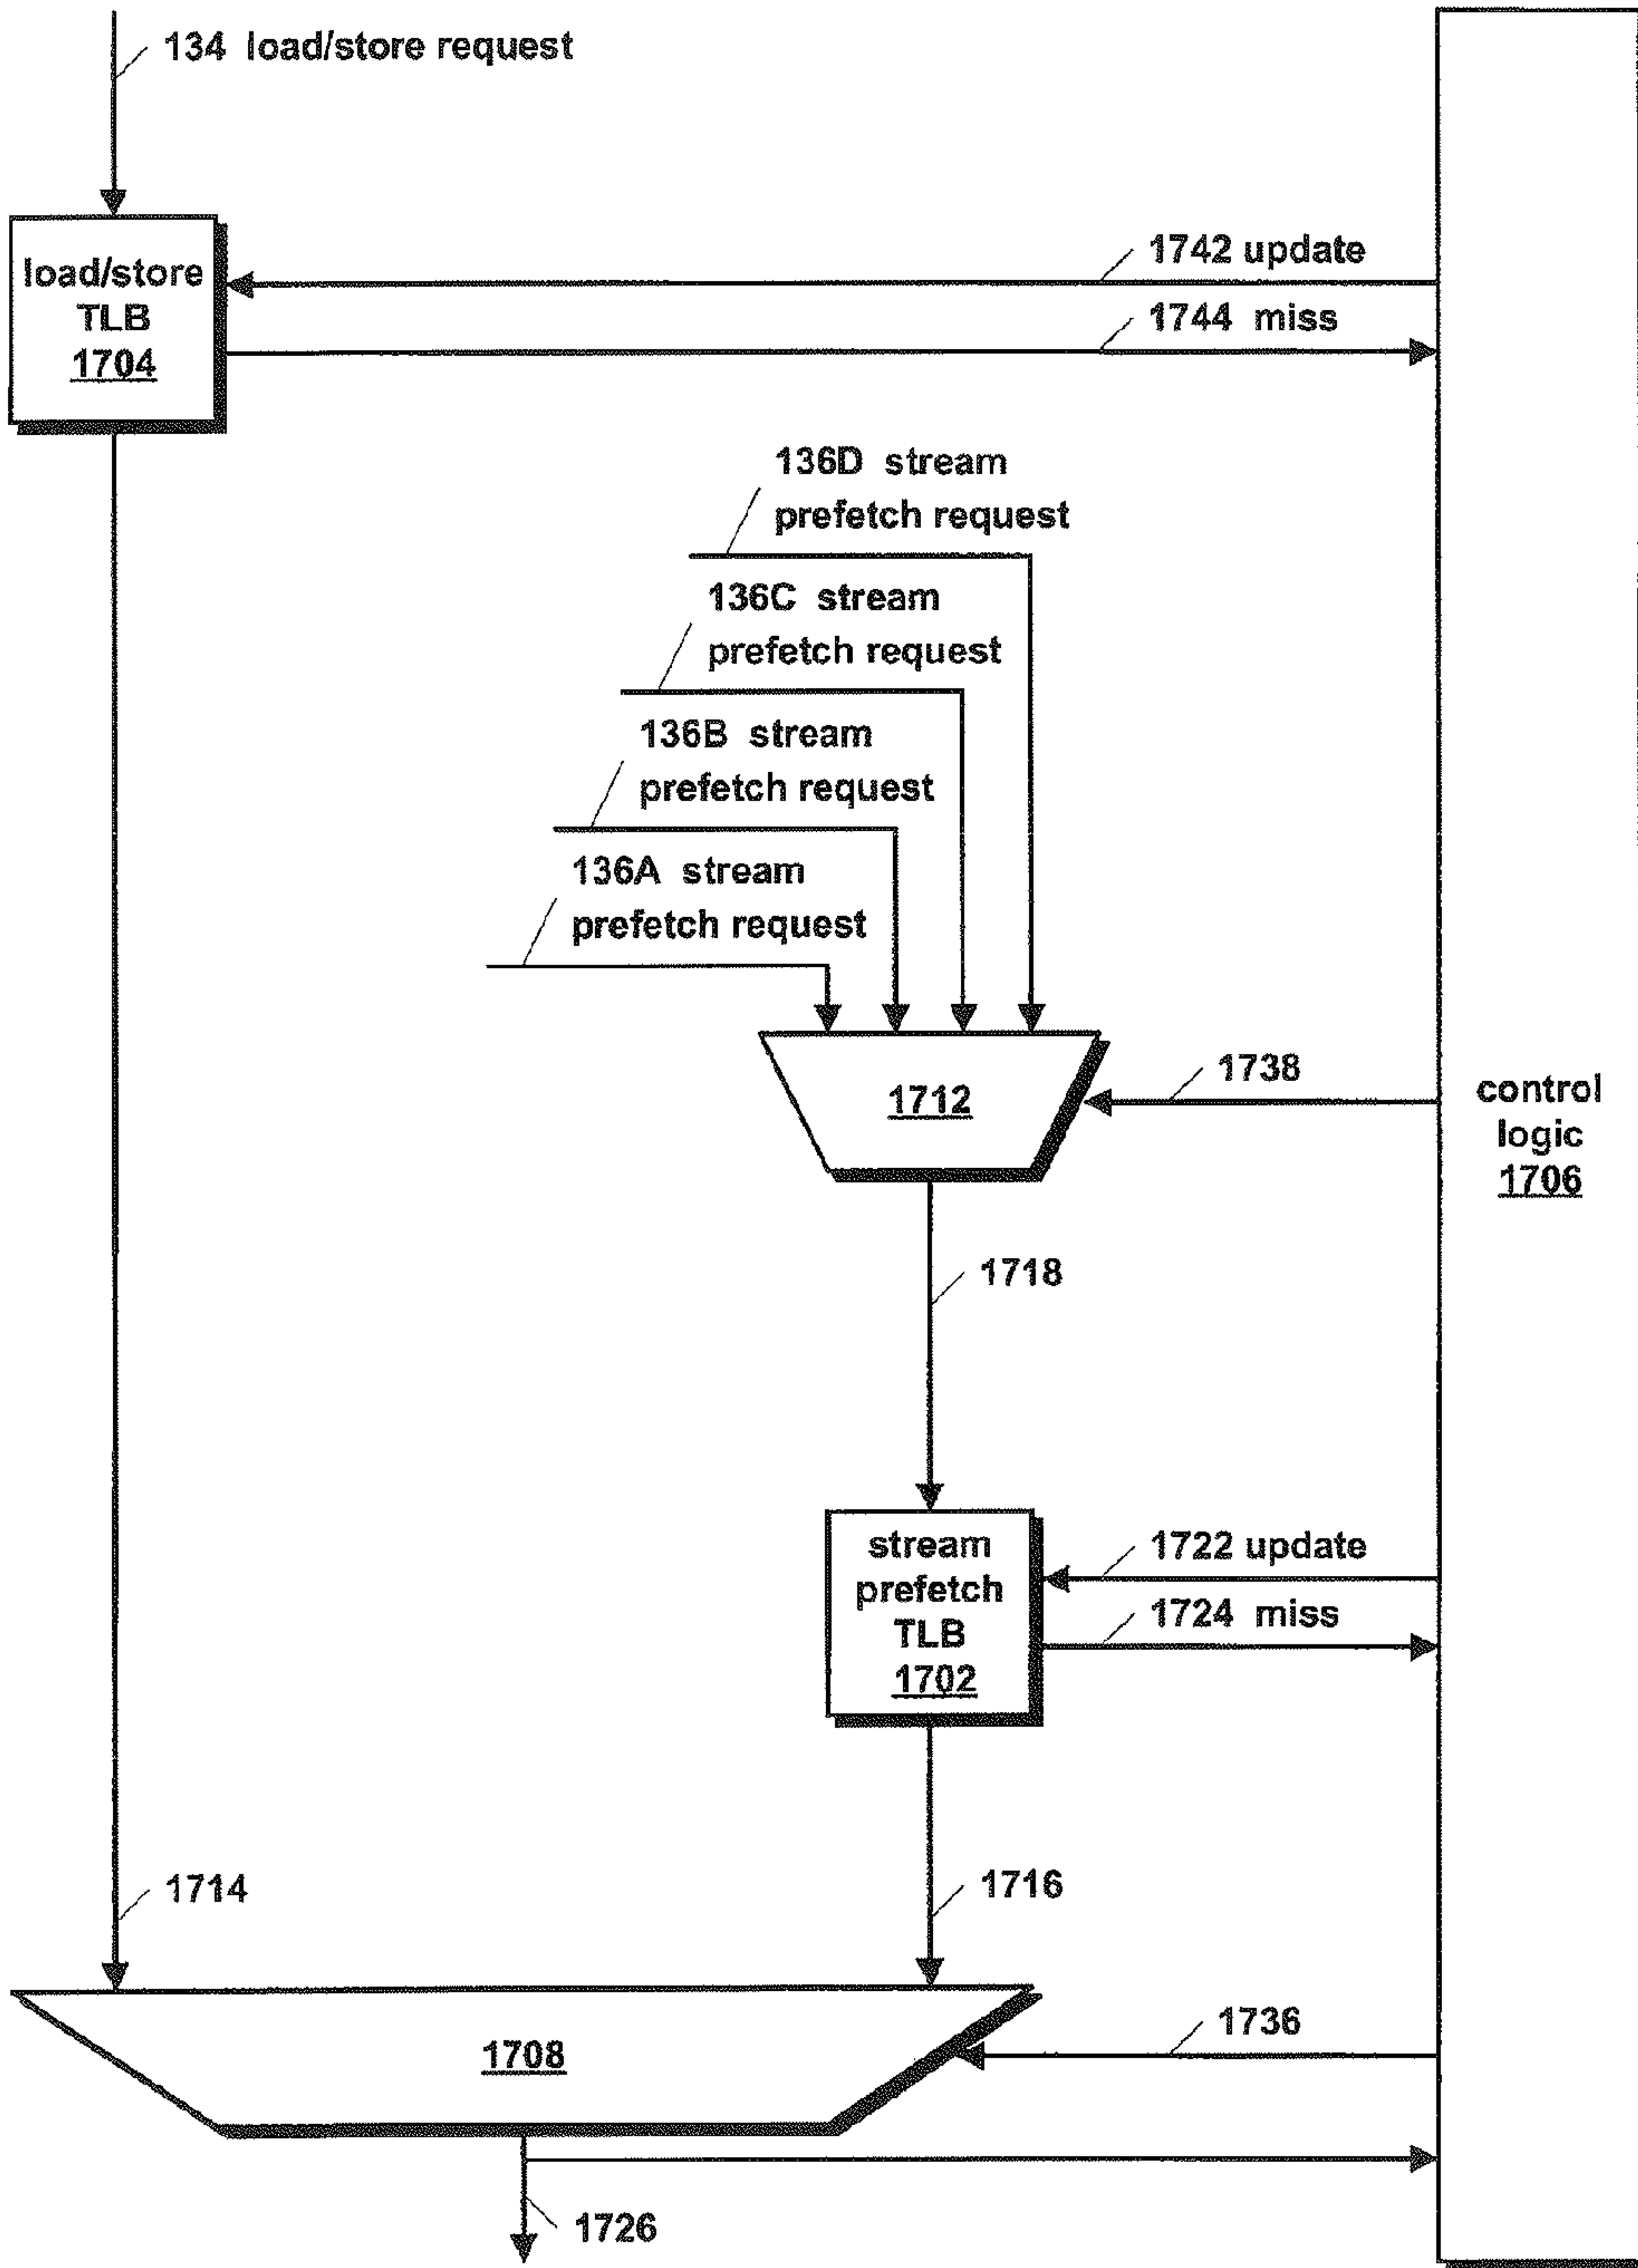 134 load/store request
load/store
TLB
1704
1742 update
1744 miss
136D stream
prefetch request
136C stream
prefetch request
136B stream
prefetch request
136A stream
prefetch request
1712
1738
control
logic
1706
1718
stream
prefetch
TLB
1702
1722 update
1724 miss
1714
1716
1708
1736
1726